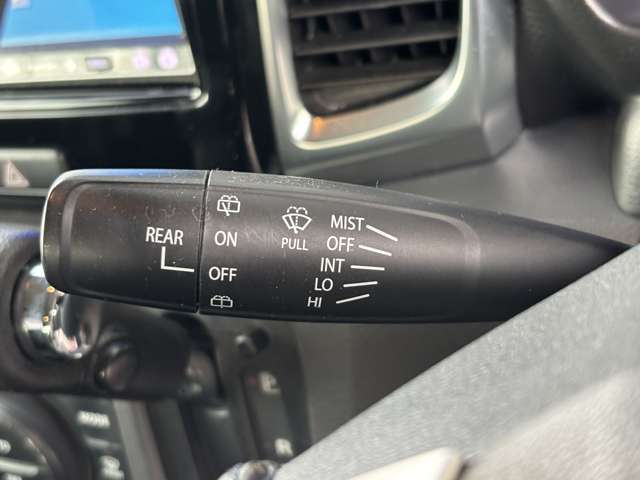 REAR
ON
OFF
PULL
MIST
OFF
INT
LO
HI